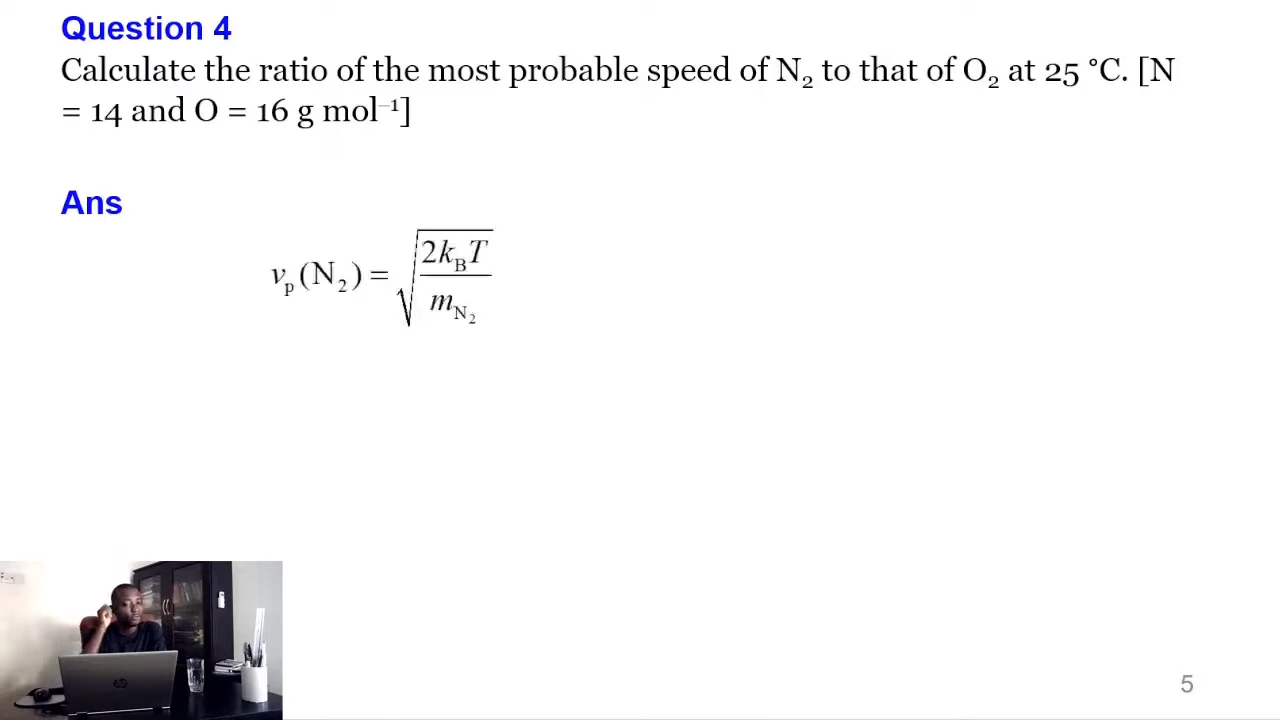 Question 4
Calculate the ratio of the most probable speed of N₂ to that of O₂ at 25 °C. [N
= 14 and O = 16 g mol⁻¹]
Ans
vₚ(N₂) = √(2k_BT / m_N₂)
5